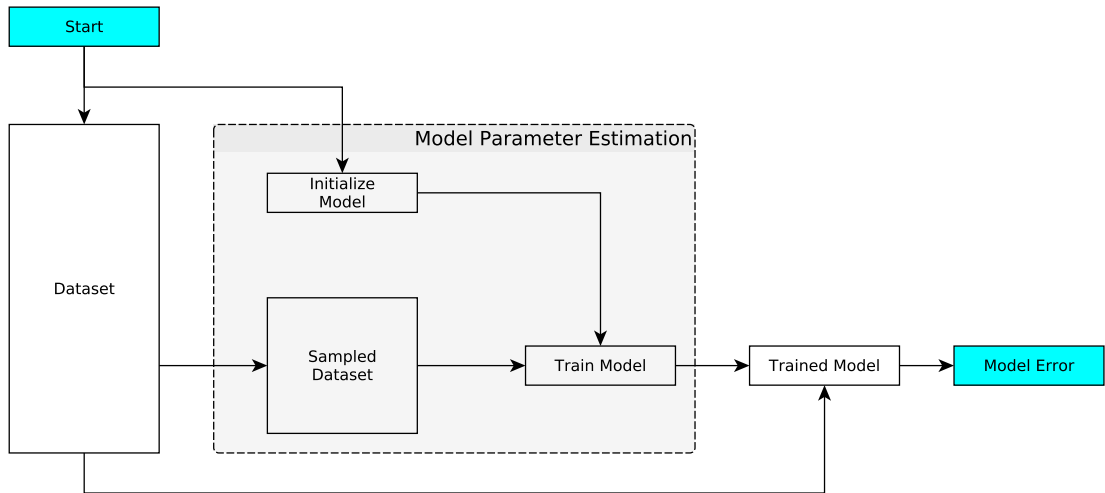 Start
Model Parameter Estimation
Initialize
Model
Dataset
Sampled
Dataset
Train Model
Trained Model
Model Error